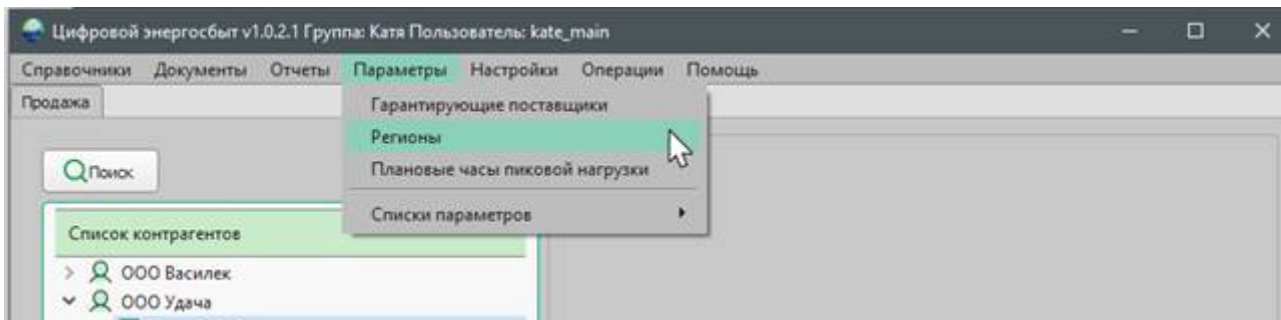 Цифровой энергосбыт v1.0.2.1 Группа: Катя Пользователь: kate_main
Справочники Документы Отчеты Параметры Настройки Операции Помощь
Продажа
Гарантирующие поставщики
Регионы
Плановые часы пиковой нагрузки
Списки параметров
Поиск
Список контрагентов
ООО Василек
ООО Удача